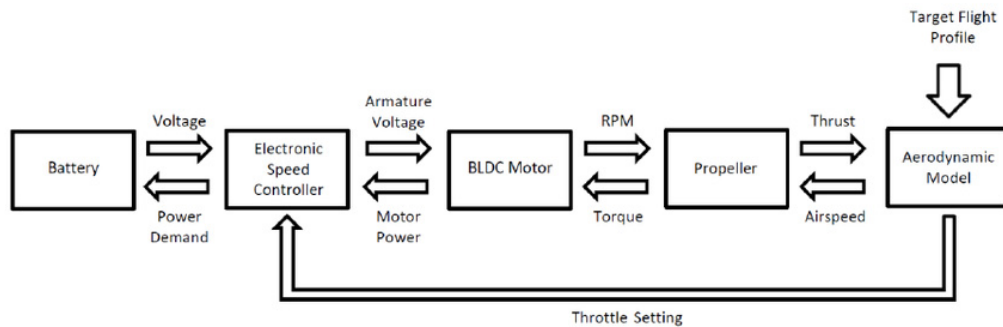 Target Flight
Profile
Voltage
Armature
Voltage
RPM
Thrust
Battery
Electronic
Speed
Controller
BLDC Motor
Propeller
Aerodynamic
Model
Power
Demand
Motor
Power
Torque
Airspeed
Throttle Setting